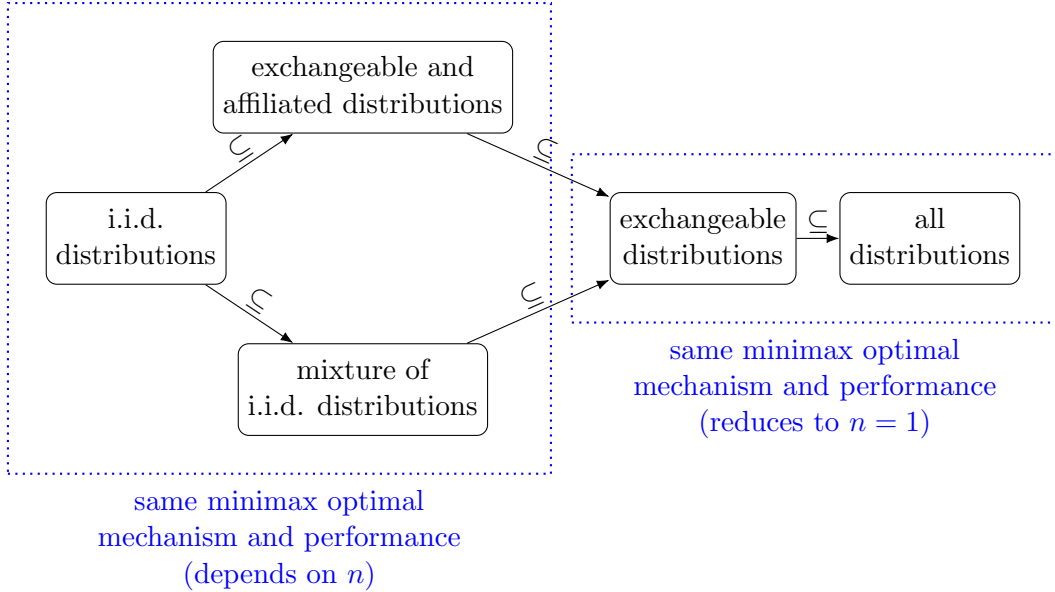 exchangeable and
affiliated distributions
⊆
⊆
i.i.d.
distributions
exchangeable
distributions
⊆
all
distributions
⊆
⊆
mixture of
i.i.d. distributions
same minimax optimal
mechanism and performance
(reduces to n = 1)
same minimax optimal
mechanism and performance
(depends on n)